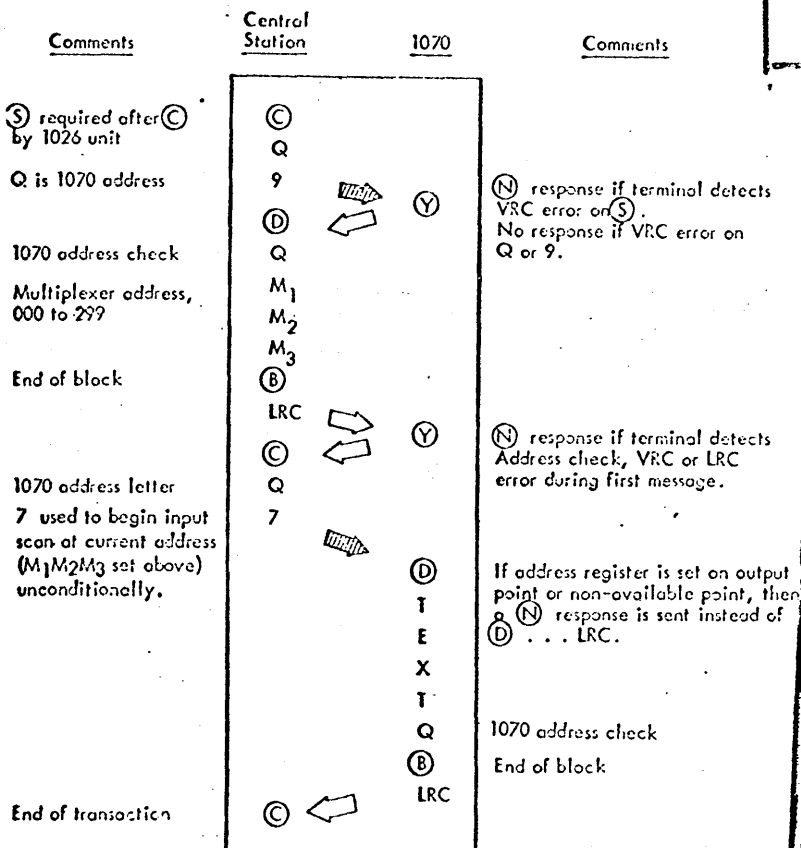 Comments Central Station 1070 Comments
Ⓢ required after Ⓒ Ⓒ
by 1026 unit
Q
Q is 1070 address 9
Ⓨ Ⓝ response if terminal detects
VRC error on Ⓢ .
Ⓓ No response if VRC error on
1070 address check Q Q or 9.
Multiplexer address, M1
000 to 299 M2
M3
End of block Ⓑ
LRC
Ⓨ Ⓝ response if terminal detects
Ⓒ Address check, VRC or LRC
1070 address letter Q error during first message.
7 used to begin input 7
scan at current address
(M1M2M3 set above) Ⓓ If address register is set on output
unconditionally. point or non-available point, then
T a Ⓝ response is sent instead of
E Ⓓ . . . LRC.
X
T
Q 1070 address check
Ⓑ End of block
LRC
End of transaction Ⓒ